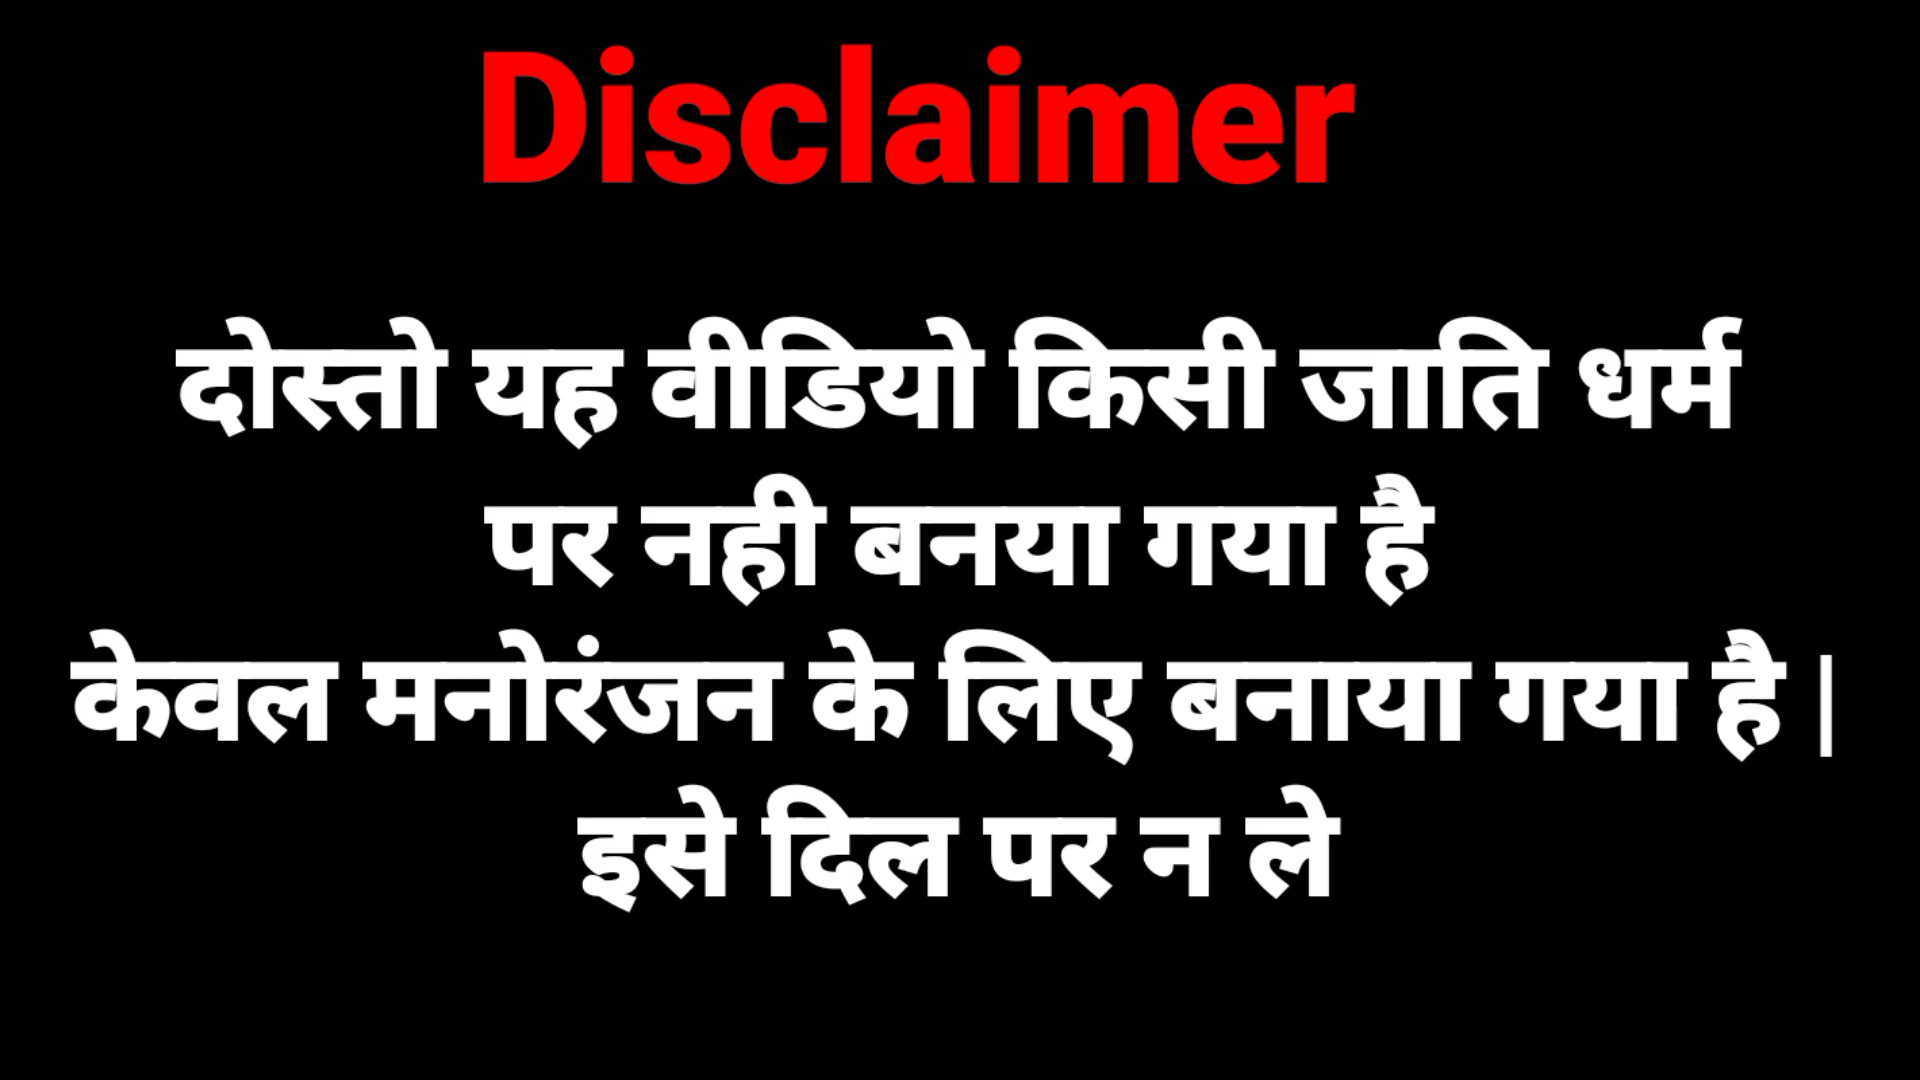 Disclaimer
दोस्तो यह वीडियो किसी जाति धर्म
पर नही बनया गया है
केवल मनोरंजन के लिए बनाया गया है |
इसे दिल पर न ले